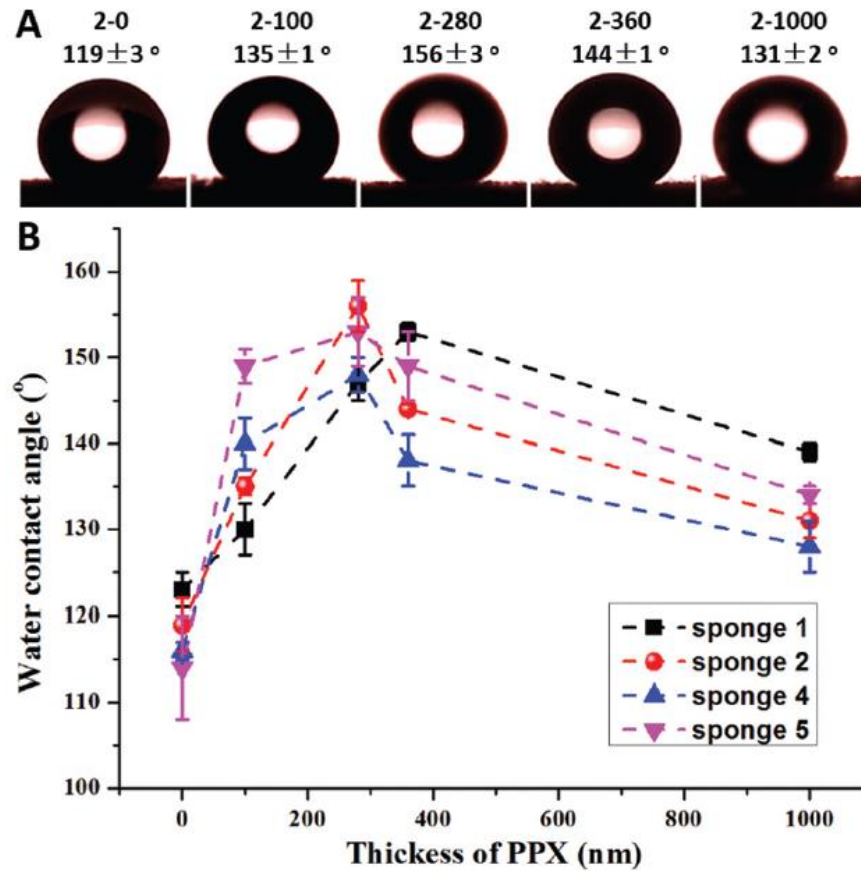 A
2-0 2-100 2-280 2-360 2-1000
119±3 ° 135±1 ° 156±3 ° 144±1 ° 131±2 °
B
Water contact angle (°)
160
150
140
130
120
110
100
sponge 1
sponge 2
sponge 4
sponge 5
0 200 400 600 800 1000
Thickess of PPX (nm)